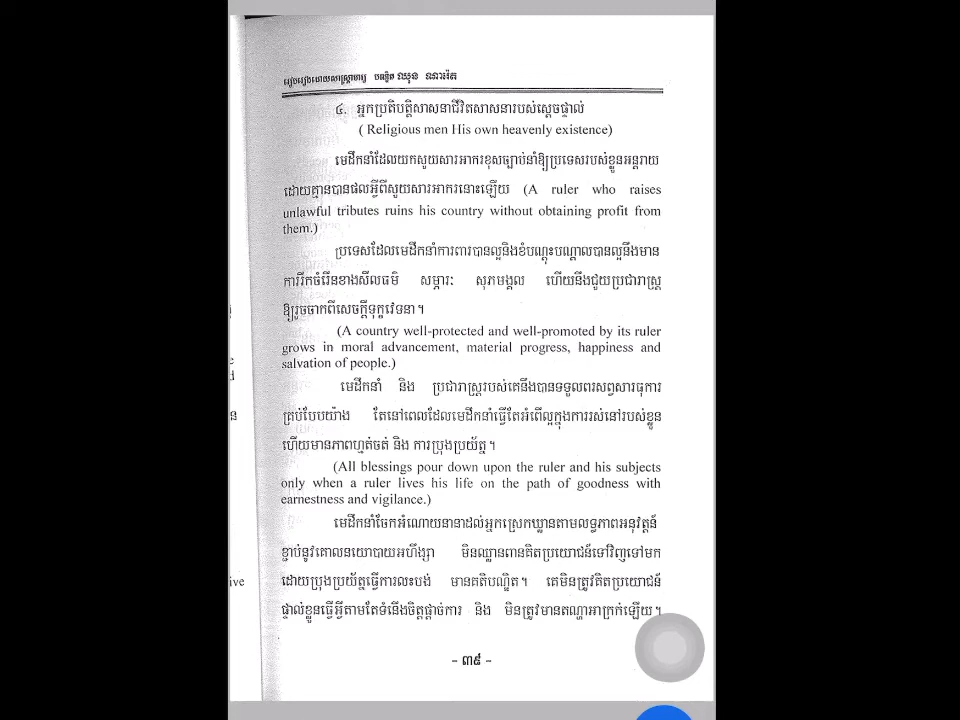 រៀបរៀងដោយសាស្ត្រាចារ្យ បណ្ឌិត ឈុន ណារ៉េត
៤. អ្នកប្រតិបត្តិសាសនាជីវិតសាសនារបស់ស្តេចផ្ទាល់
( Religious men His own heavenly existence)
មេដឹកនាំដែលយកសួយសារអាករខុសច្បាប់នាំឱ្យប្រទេសរបស់ខ្លួនអន្តរាយ
ដោយគ្មានបានផលអ្វីពីសួយសារអាករនោះឡើយ (A ruler who raises
unlawful tributes ruins his country without obtaining profit from
them.)
ប្រទេសដែលមេដឹកនាំការពារបានល្អនិងខំបណ្តុះបណ្តាលបានល្អនឹងមាន
ការរីកចំរើនខាងសីលធម៌ សម្ភារៈ សុភមង្គល ហើយនឹងជួយប្រជារាស្ត្រ
ឱ្យរួចចាកពីសេចក្តីទុក្ខវេទនា។
(A country well-protected and well-promoted by its ruler
grows in moral advancement, material progress, happiness and
salvation of people.)
មេដឹកនាំ និង ប្រជារាស្ត្ររបស់គេនឹងបានទទួលពរសព្វសារធុការ
គ្រប់បែបយ៉ាង តែនៅពេលដែលមេដឹកនាំធ្វើតែអំពើល្អក្នុងការរស់នៅរបស់ខ្លួន
ហើយមានភាពហ្មត់ចត់ និង ការប្រុងប្រយ័ត្ន។
(All blessings pour down upon the ruler and his subjects
only when a ruler lives his life on the path of goodness with
earnestness and vigilance.)
មេដឹកនាំចែកអំណោយនានាដល់អ្នកស្រេកឃ្លានតាមលទ្ធភាពអនុវត្តន៍
ខ្ជាប់នូវគោលនយោបាយអហឹង្សា មិនឈ្លានពានគិតប្រយោជន៍ទៅវិញទៅមក
ដោយប្រុងប្រយ័ត្នធ្វើការលះបង់ មានគតិបណ្ឌិត។ គេមិនត្រូវគិតប្រយោជន៍
ផ្ទាល់ខ្លួនធ្វើអ្វីតាមតែទំនើងចិត្តផ្តាច់ការ និង មិនត្រូវមានតណ្ហាអាក្រក់ឡើយ។
ive
- ៣៩ -